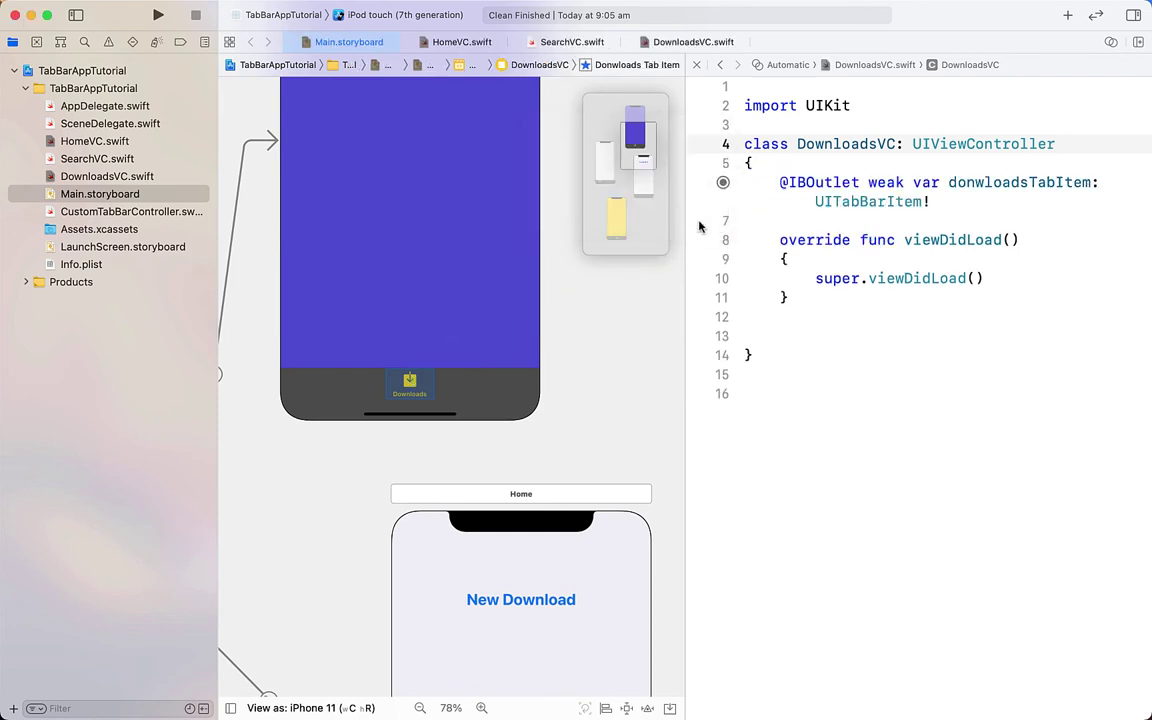 TabBarAppTutorial
iPod touch (7th generation)
Clean Finished | Today at 9:05 am
Main.storyboard
HomeVC.swift
SearchVC.swift
DownloadsVC.swift
TabBarAppTutorial
T...l
...
...
...
DownloadsVC
Donwloads Tab Item
Automatic
DownloadsVC.swift
DownloadsVC
TabBarAppTutorial
TabBarAppTutorial
AppDelegate.swift
SceneDelegate.swift
HomeVC.swift
SearchVC.swift
DownloadsVC.swift
Main.storyboard
CustomTabBarController.sw...
Assets.xcassets
LaunchScreen.storyboard
Info.plist
Products
Filter
Downloads
Home
New Download
View as: iPhone 11 (wC hR)
78%
1
2 import UIKit
3
4 class DownloadsVC: UIViewController
5 {
@IBOutlet weak var donwloadsTabItem:
UITabBarItem!
7
8 override func viewDidLoad()
9 {
10 super.viewDidLoad()
11 }
12
13
14 }
15
16